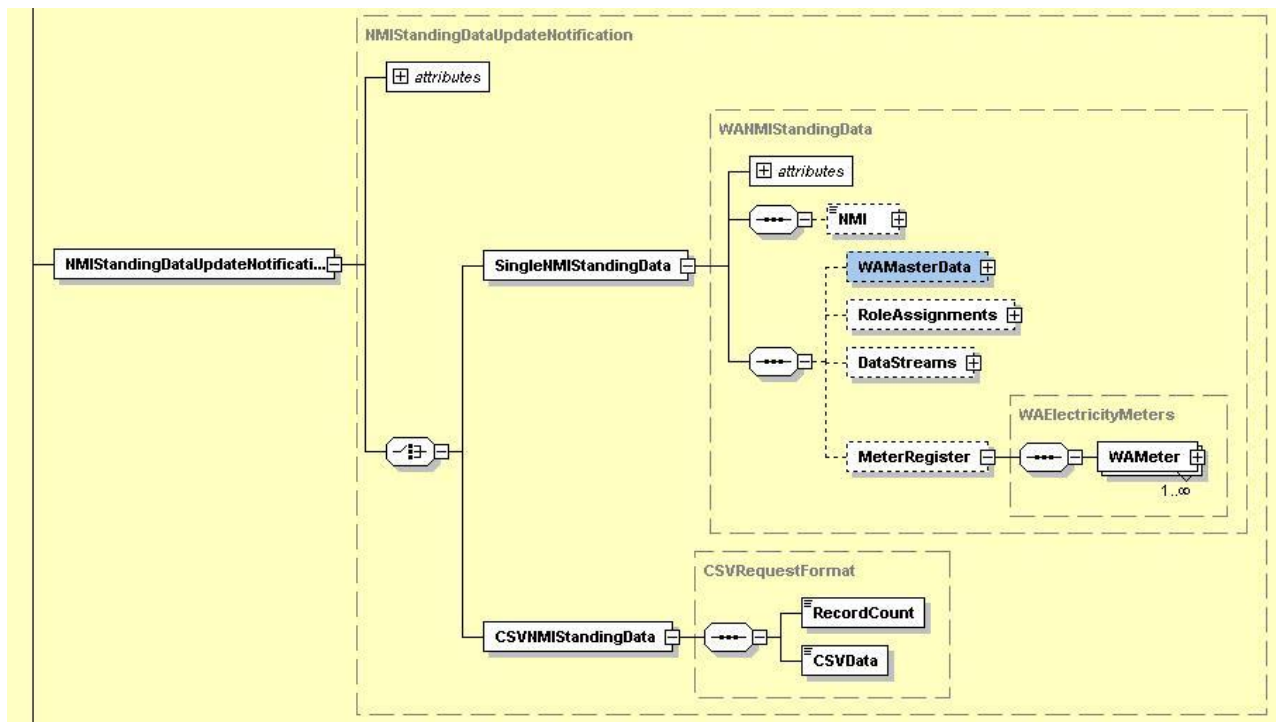 NMIStandingDataUpdateNotification
attributes
WANMIStandingData
attributes
NMI
NMIStandingDataUpdateNotificati...
SingleNMIStandingData
WAMasterData
RoleAssignments
DataStreams
WAElectricityMeters
MeterRegister
WAMeter
1..∞
CSVRequestFormat
RecordCount
CSVNMIStandingData
CSVData